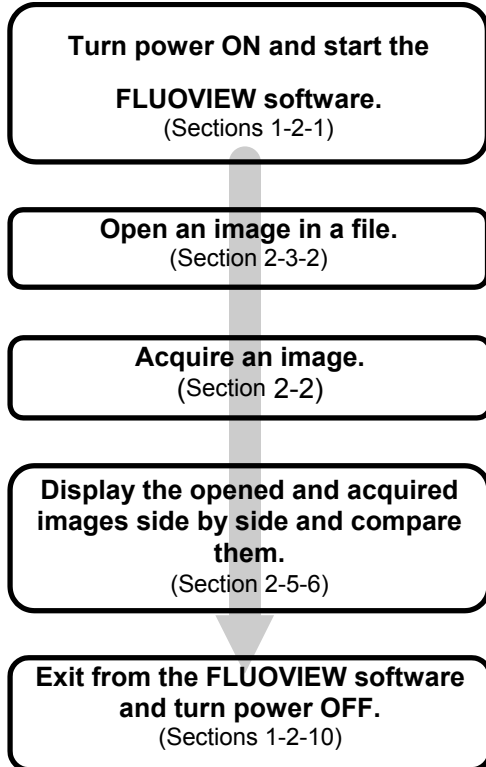 Turn power ON and start the
FLUOVIEW software.
(Sections 1-2-1)
Open an image in a file.
(Section 2-3-2)
Acquire an image.
(Section 2-2)
Display the opened and acquired
images side by side and compare
them.
(Section 2-5-6)
Exit from the FLUOVIEW software
and turn power OFF.
(Sections 1-2-10)